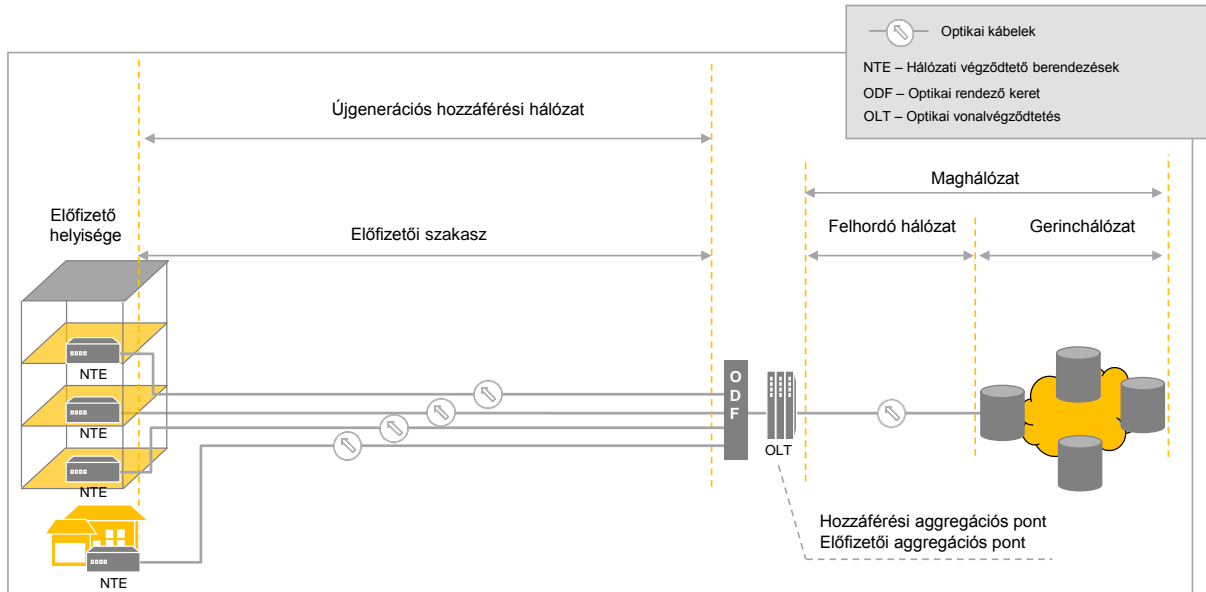 Optikai kábelek
NTE – Hálózati végződtető berendezések
ODF – Optikai rendező keret
OLT – Optikai vonalvégződtetés
Újgenerációs hozzáférési hálózat
Maghálózat
Előfizető
helyisége
Előfizetői szakasz
Felhordó hálózat
Gerinchálózat
NTE
NTE
NTE
NTE
O
D
F
OLT
Hozzáférési aggregációs pont
Előfizetői aggregációs pont